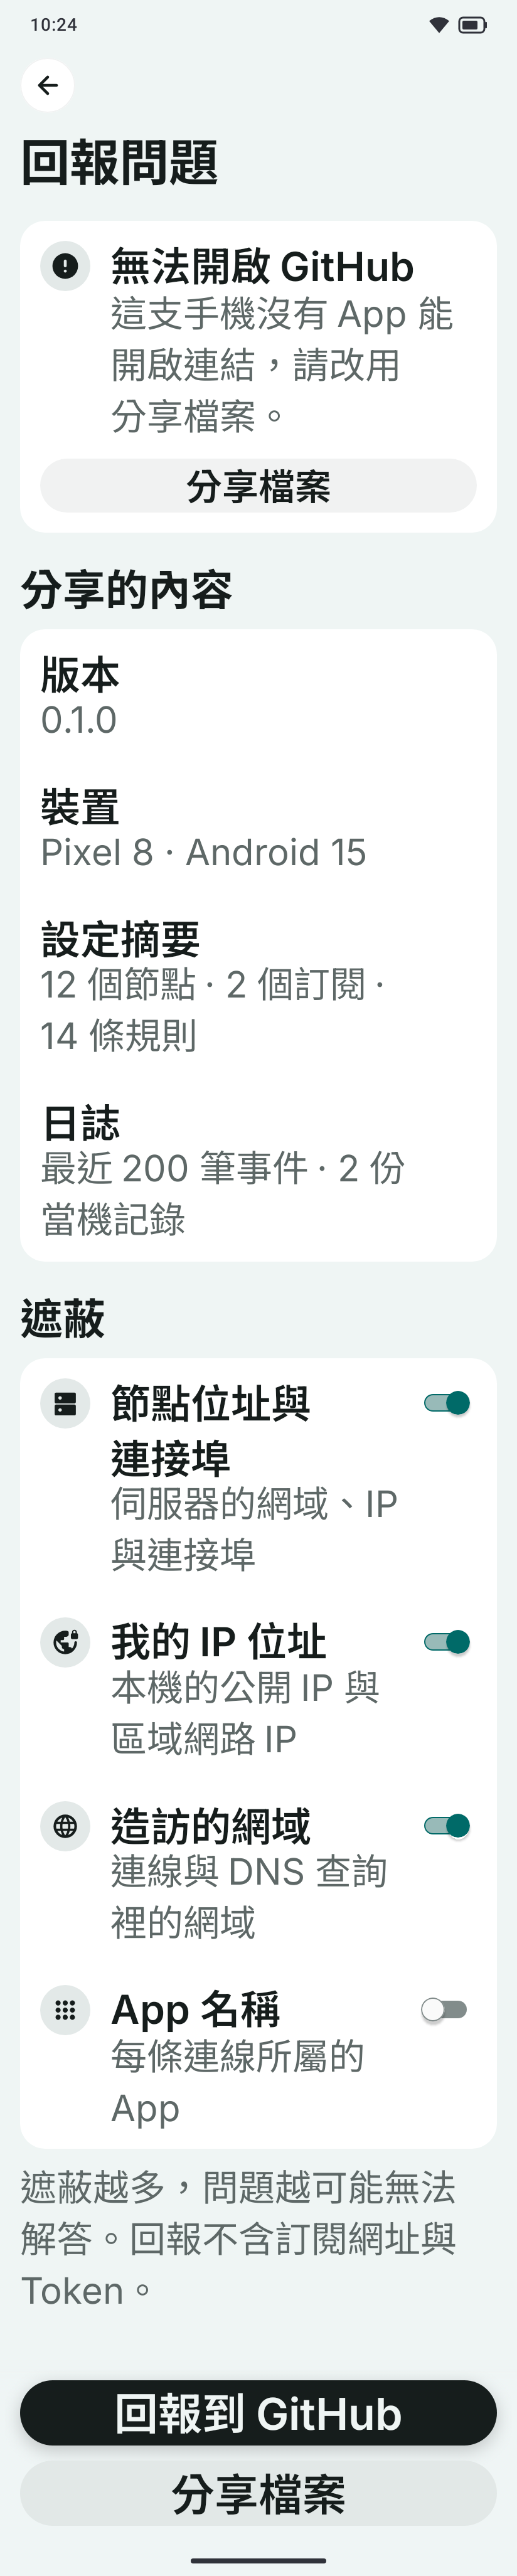 10:24
回報問題
無法開啟 GitHub
這支手機沒有 App 能
開啟連結，請改用
分享檔案。
分享檔案
分享的內容
版本
0.1.0
裝置
Pixel 8 · Android 15
設定摘要
12 個節點 · 2 個訂閱 ·
14 條規則
日誌
最近 200 筆事件 · 2 份
當機記錄
遮蔽
節點位址與
連接埠
伺服器的網域、IP
與連接埠
我的 IP 位址
本機的公開 IP 與
區域網路 IP
造訪的網域
連線與 DNS 查詢
裡的網域
App 名稱
每條連線所屬的
App
遮蔽越多，問題越可能無法
解答。回報不含訂閱網址與
Token。
回報到 GitHub
分享檔案